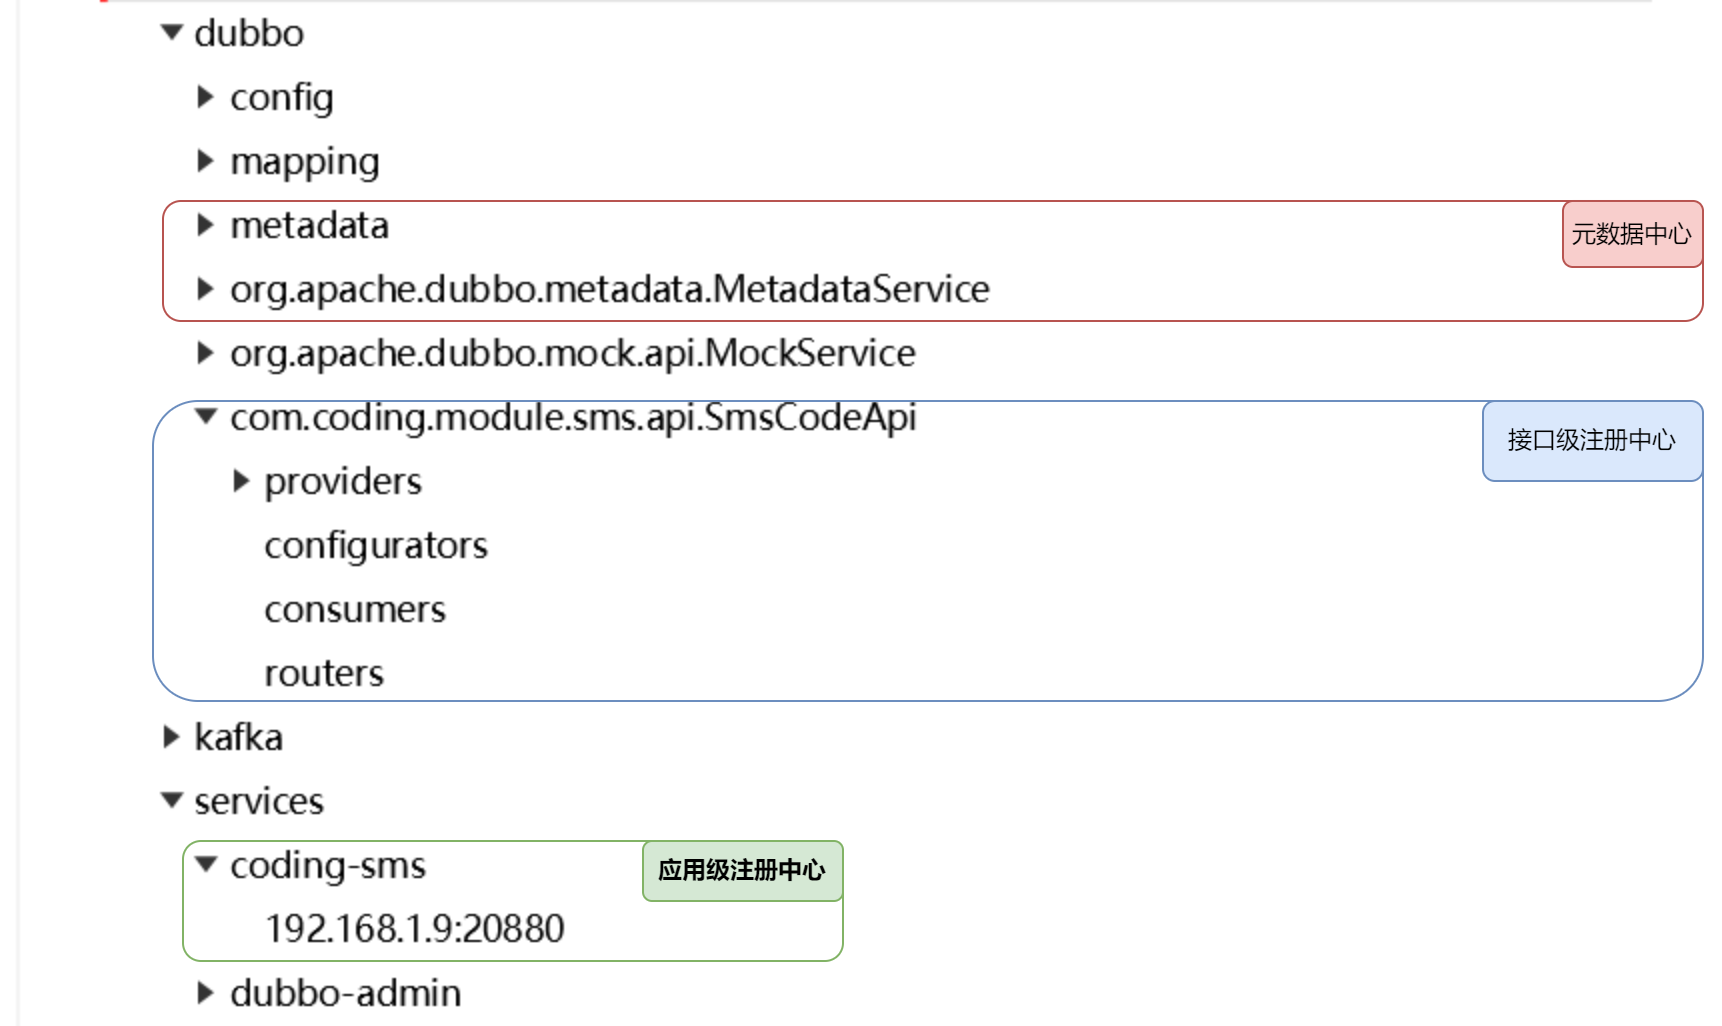 dubbo
config
mapping
metadata
元数据中心
org.apache.dubbo.metadata.MetadataService
org.apache.dubbo.mock.api.MockService
com.coding.module.sms.api.SmsCodeApi
接口级注册中心
providers
configurators
consumers
routers
kafka
services
coding-sms
应用级注册中心
192.168.1.9:20880
dubbo-admin